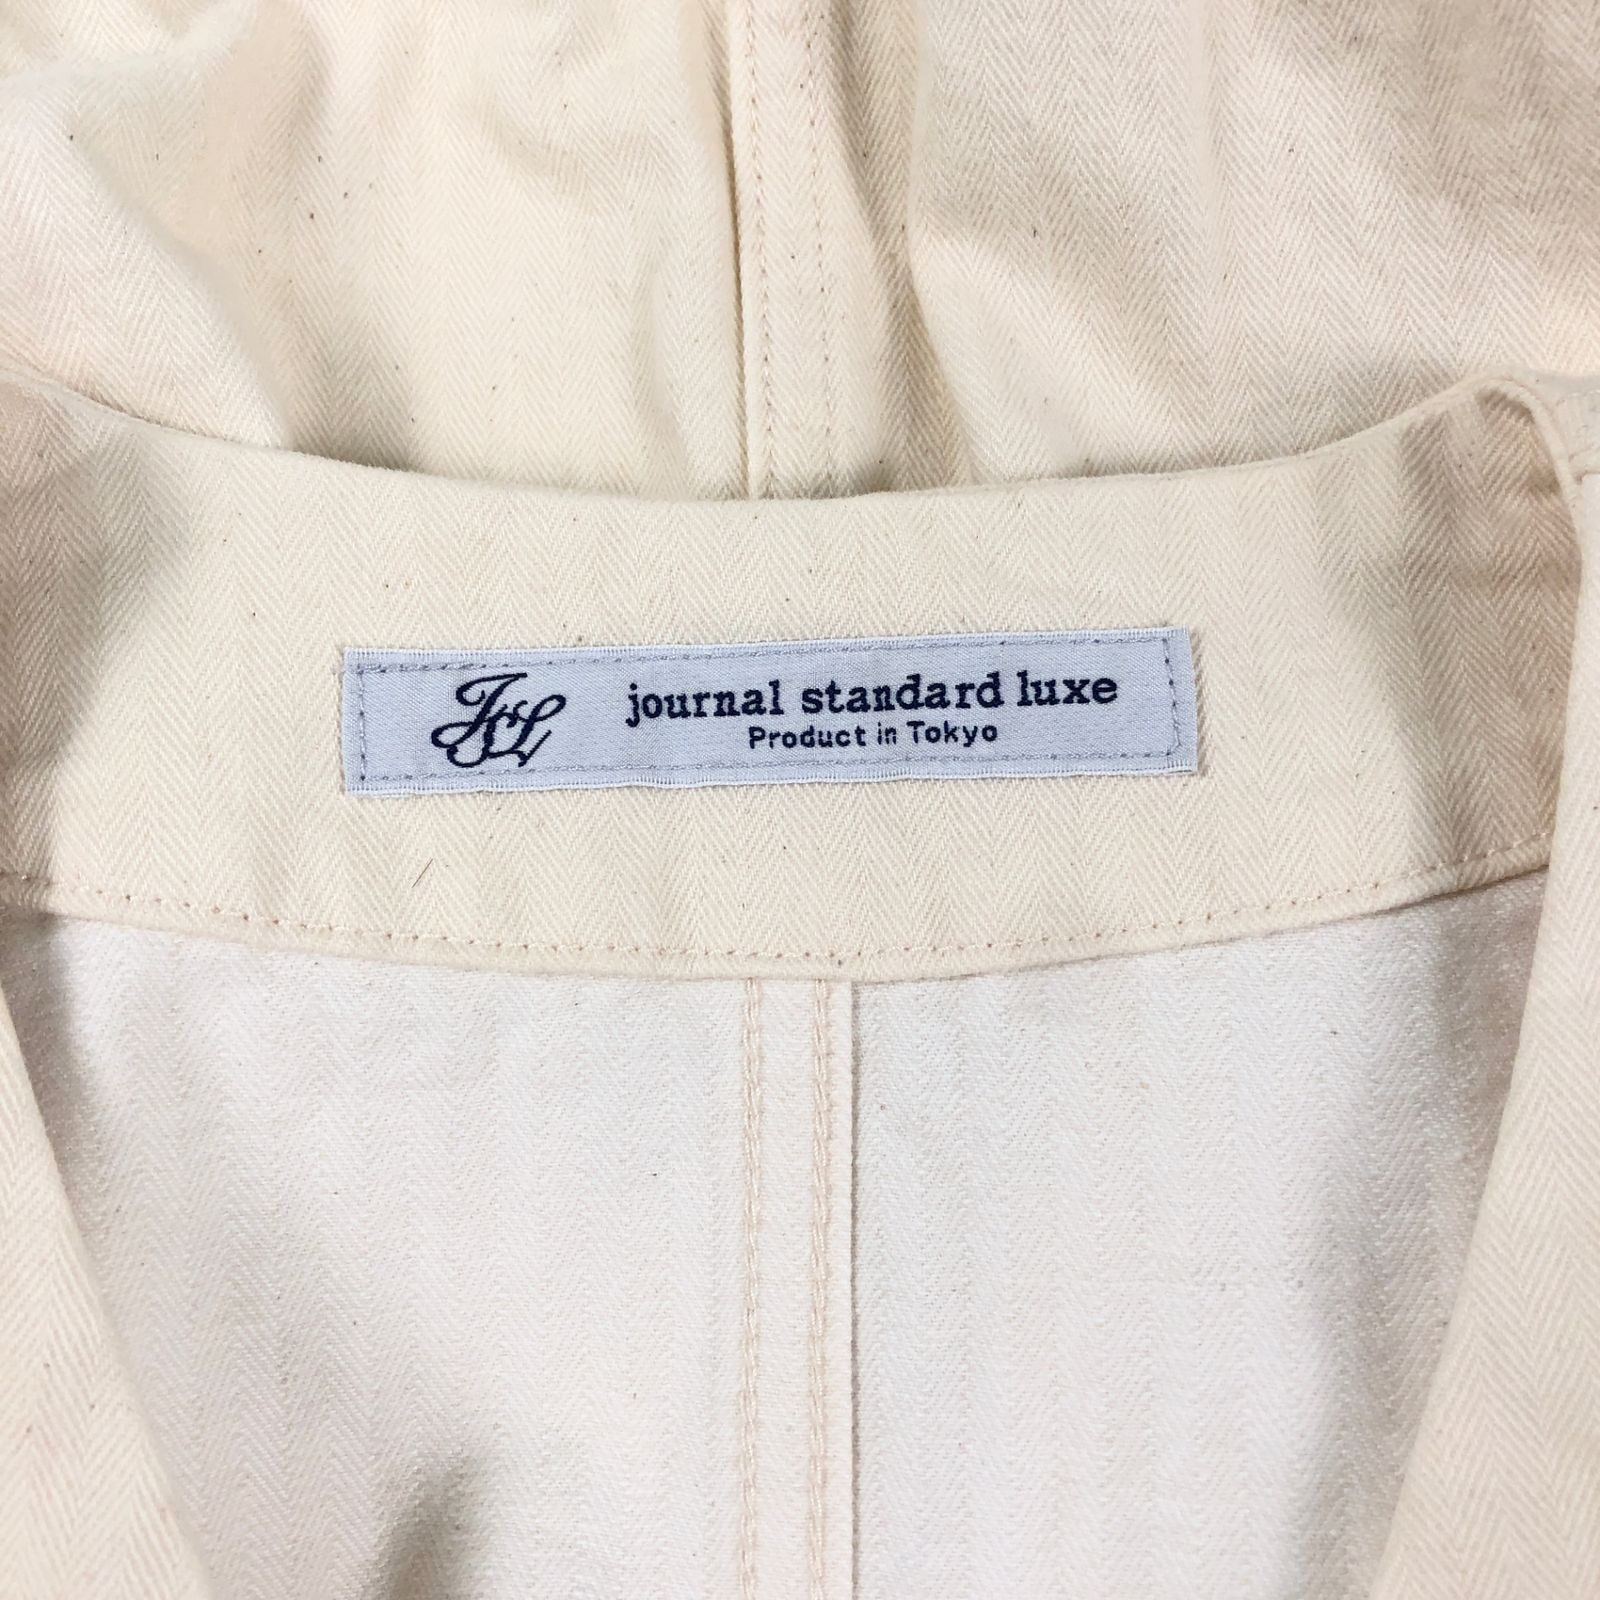 JSL
journal standard luxe
Product in Tokyo